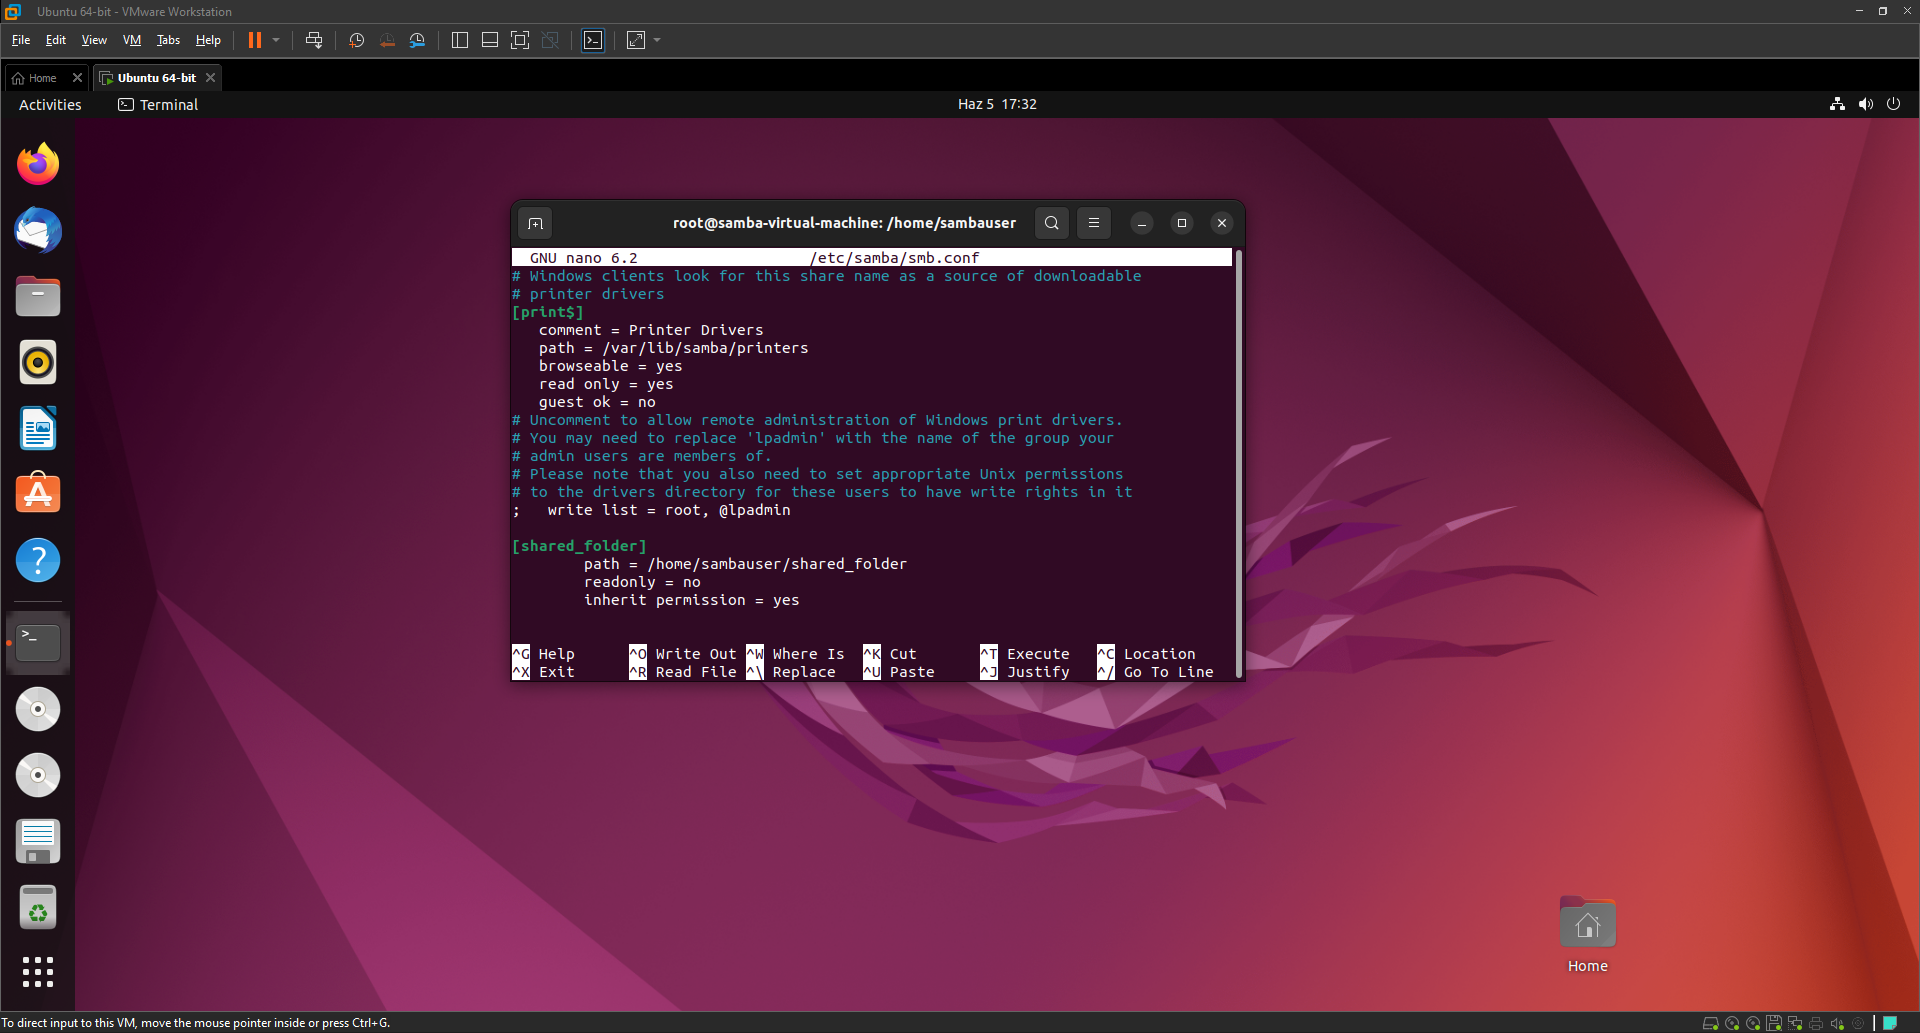 Ubuntu 64-bit - VMware Workstation
File Edit View VM Tabs Help
Home Ubuntu 64-bit
Activities Terminal Haz 5 17:32
root@samba-virtual-machine: /home/sambauser
GNU nano 6.2 /etc/samba/smb.conf
# Windows clients look for this share name as a source of downloadable
# printer drivers
[print$]
comment = Printer Drivers
path = /var/lib/samba/printers
browseable = yes
read only = yes
guest ok = no
# Uncomment to allow remote administration of Windows print drivers.
# You may need to replace 'lpadmin' with the name of the group your
# admin users are members of.
# Please note that you also need to set appropriate Unix permissions
# to the drivers directory for these users to have write rights in it
; write list = root, @lpadmin
[shared_folder]
path = /home/sambauser/shared_folder
readonly = no
inherit permission = yes
^G Help ^O Write Out ^W Where Is ^K Cut ^T Execute ^C Location
^X Exit ^R Read File ^\ Replace ^U Paste ^J Justify ^/ Go To Line
Home
To direct input to this VM, move the mouse pointer inside or press Ctrl+G.